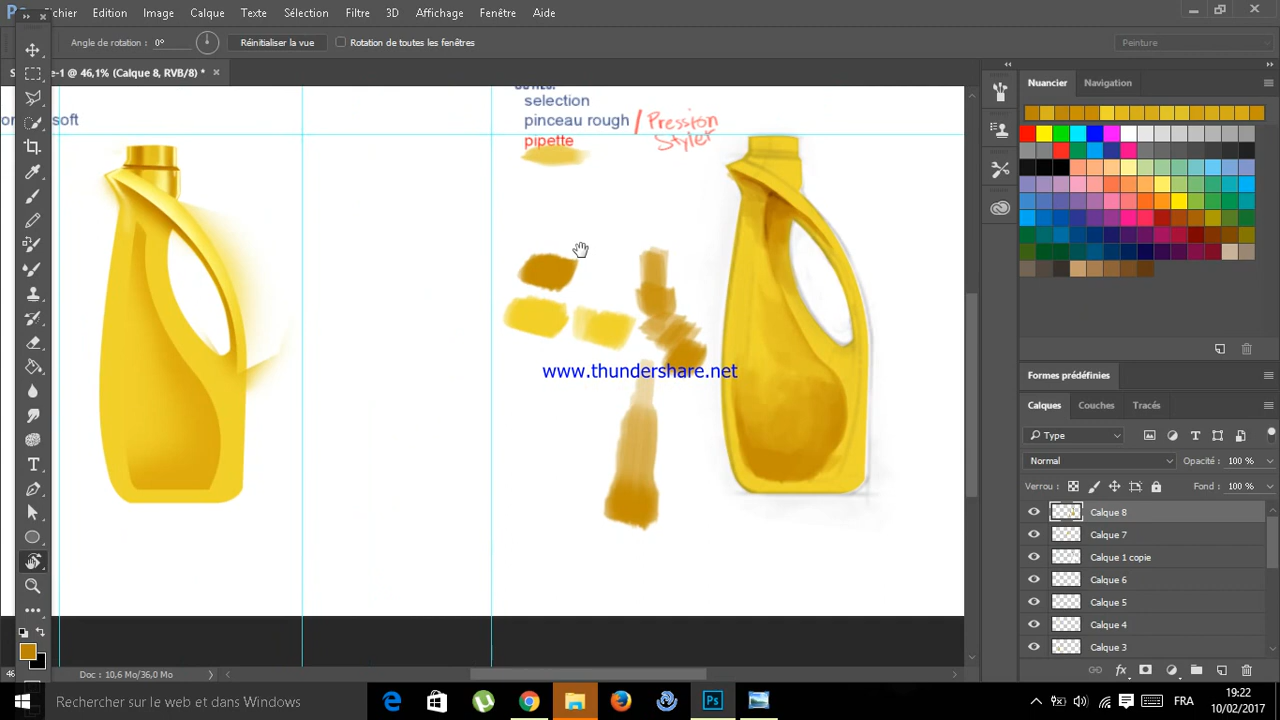 Ps Fichier Edition Image Calque Texte Sélection Filtre 3D Affichage Fenêtre Aide
Angle de rotation : 0° Réinitialiser la vue Rotation de toutes les fenêtres Peinture
e-1 @ 46,1% (Calque 8, RVB/8) * ×
Nuancier Navigation
selection
soft pinceau rough / Pression
pipette Styler
www.thundershare.net
Formes prédéfinies
Calques Couches Tracés
Type
Normal Opacité : 100 %
Verrou : Fond : 100 %
Calque 8
Calque 7
Calque 1 copie
Calque 6
Calque 5
Calque 4
Calque 3
Doc : 10,6 Mo/36,0 Mo
Rechercher sur le web et dans Windows
Ps
FRA
19:22
10/02/2017